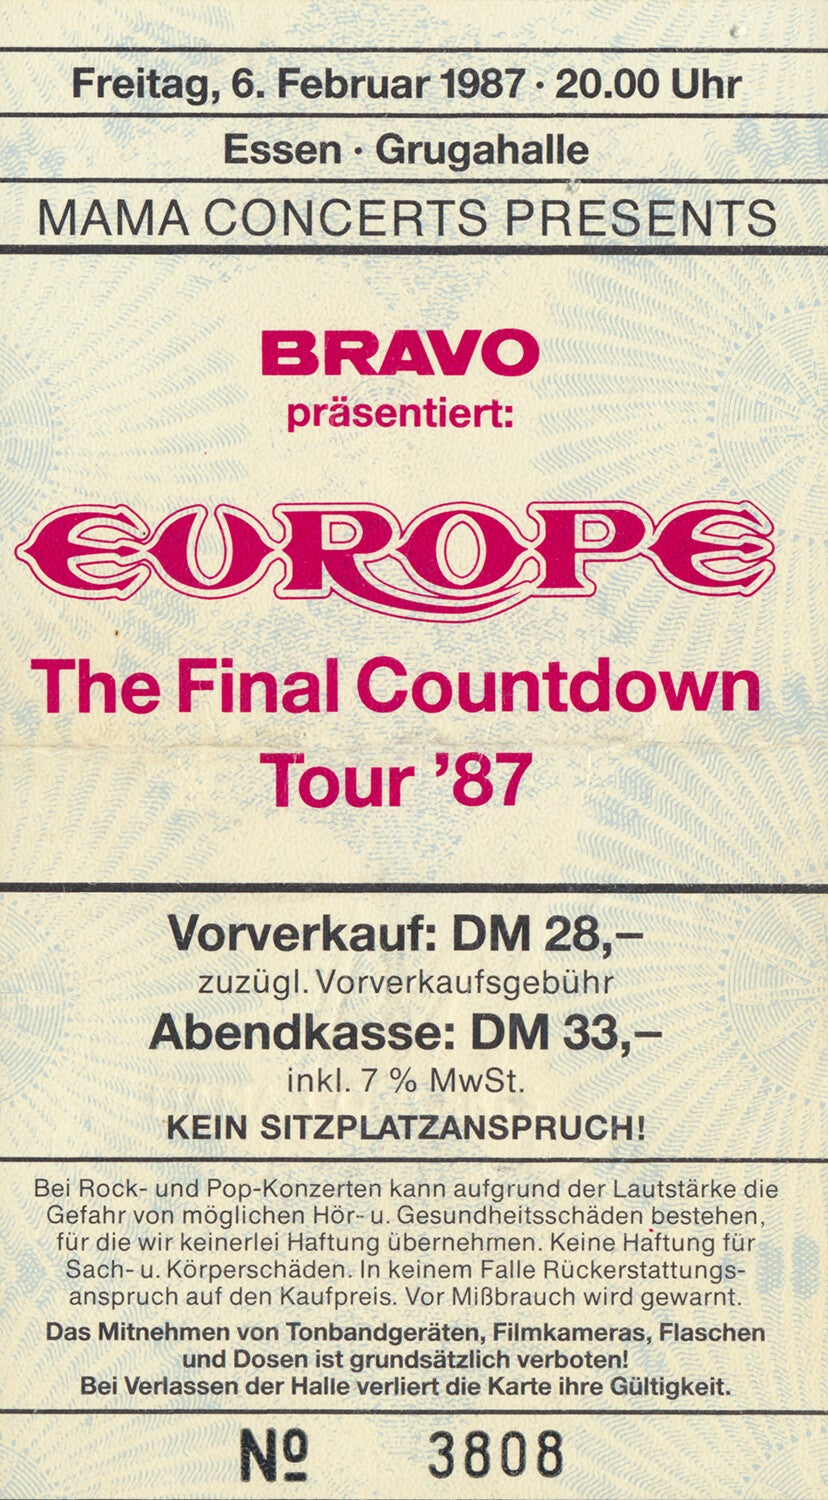 Freitag, 6. Februar 1987 · 20.00 Uhr
Essen · Grugahalle
MAMA CONCERTS PRESENTS
BRAVO
präsentiert:
EUROPE
The Final Countdown
Tour ’87
Vorverkauf: DM 28,–
zuzügl. Vorverkaufsgebühr
Abendkasse: DM 33,–
inkl. 7 % MwSt.
KEIN SITZPLATZANSPRUCH!
Bei Rock- und Pop-Konzerten kann aufgrund der Lautstärke die
Gefahr von möglichen Hör- u. Gesundheitsschäden bestehen,
für die wir keinerlei Haftung übernehmen. Keine Haftung für
Sach- u. Körperschäden. In keinem Falle Rückerstattungs-
anspruch auf den Kaufpreis. Vor Mißbrauch wird gewarnt.
Das Mitnehmen von Tonbandgeräten, Filmkameras, Flaschen
und Dosen ist grundsätzlich verboten!
Bei Verlassen der Halle verliert die Karte ihre Gültigkeit.
№ 3808